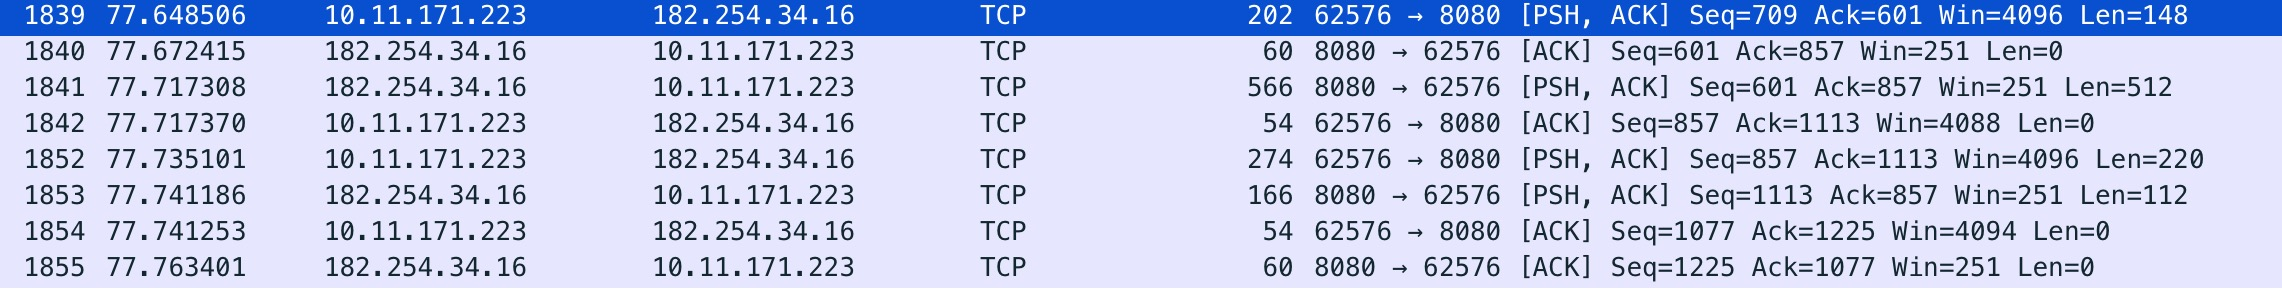 1839 77.648506 10.11.171.223 182.254.34.16 TCP 202 62576 → 8080 [PSH, ACK] Seq=709 Ack=601 Win=4096 Len=148
1840 77.672415 182.254.34.16 10.11.171.223 TCP 60 8080 → 62576 [ACK] Seq=601 Ack=857 Win=251 Len=0
1841 77.717308 182.254.34.16 10.11.171.223 TCP 566 8080 → 62576 [PSH, ACK] Seq=601 Ack=857 Win=251 Len=512
1842 77.717370 10.11.171.223 182.254.34.16 TCP 54 62576 → 8080 [ACK] Seq=857 Ack=1113 Win=4088 Len=0
1852 77.735101 10.11.171.223 182.254.34.16 TCP 274 62576 → 8080 [PSH, ACK] Seq=857 Ack=1113 Win=4096 Len=220
1853 77.741186 182.254.34.16 10.11.171.223 TCP 166 8080 → 62576 [PSH, ACK] Seq=1113 Ack=857 Win=251 Len=112
1854 77.741253 10.11.171.223 182.254.34.16 TCP 54 62576 → 8080 [ACK] Seq=1077 Ack=1225 Win=4094 Len=0
1855 77.763401 182.254.34.16 10.11.171.223 TCP 60 8080 → 62576 [ACK] Seq=1225 Ack=1077 Win=251 Len=0